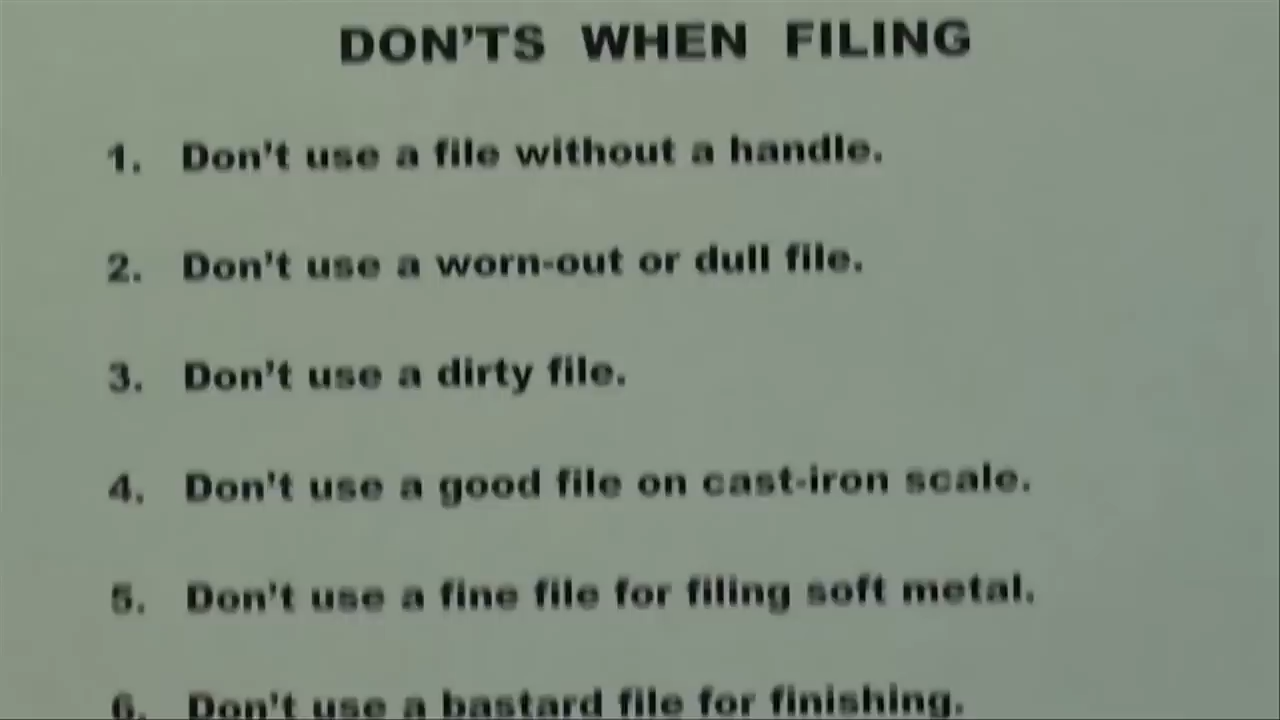 DON'TS WHEN FILING
1. Don't use a file without a handle.
2. Don't use a worn-out or dull file.
3. Don't use a dirty file.
4. Don't use a good file on cast-iron scale.
5. Don't use a fine file for filing soft metal.
6. Don't use a bastard file for finishing.